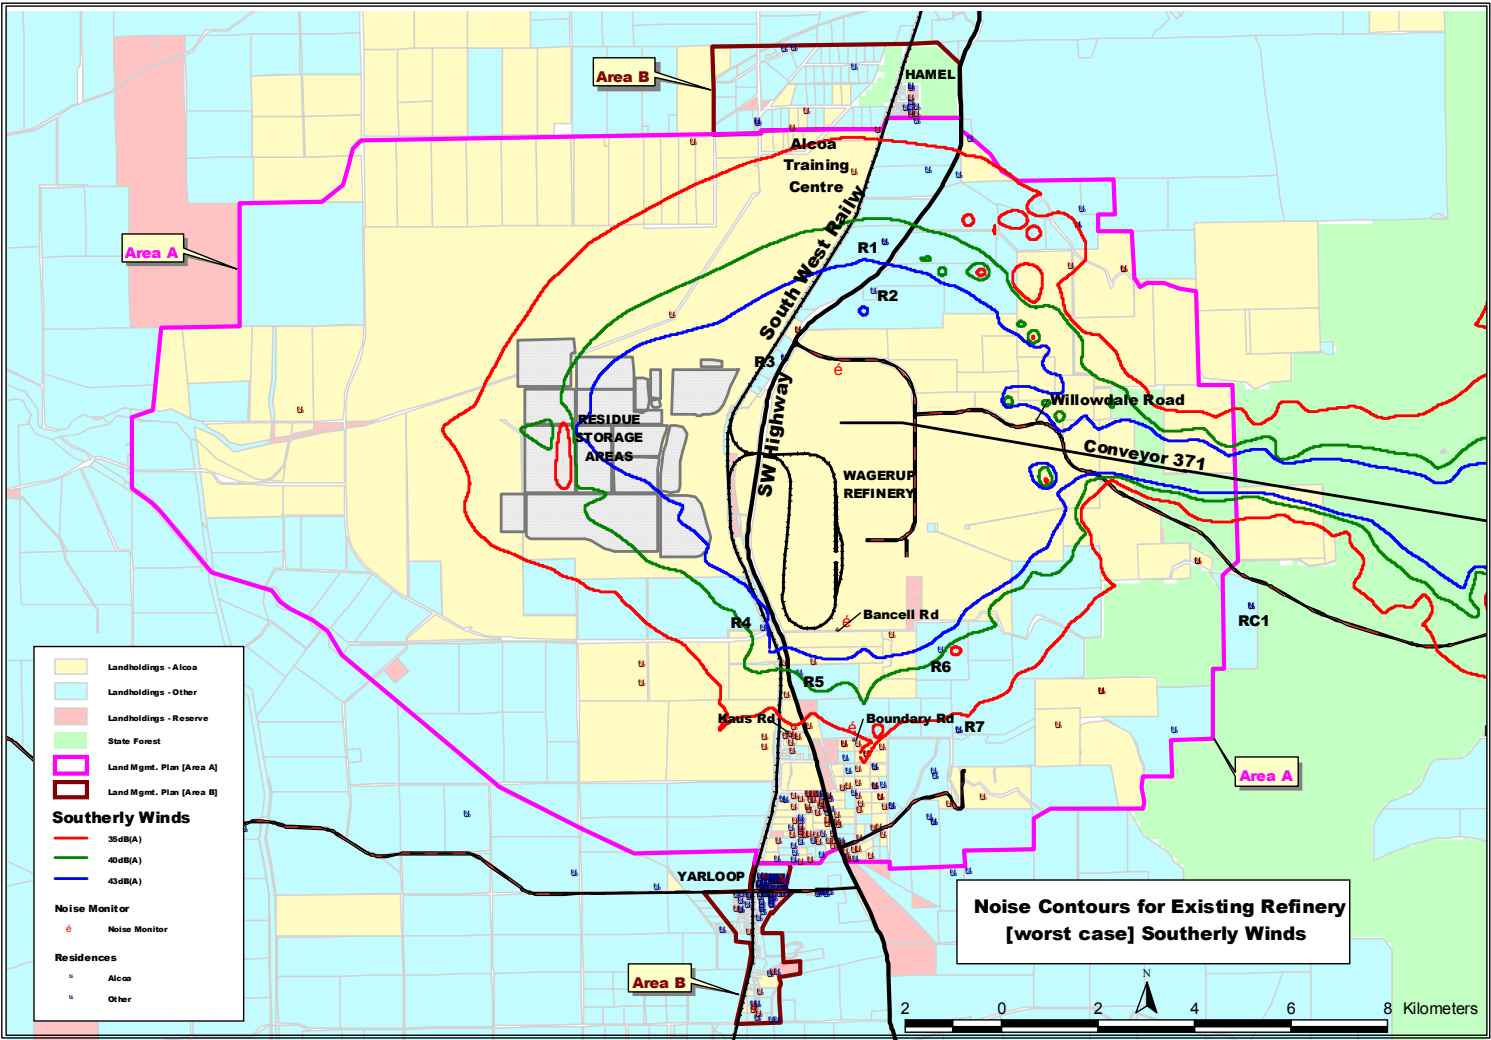 Area B
HAMEL
Alcoa
Training
Centre
Area A
South West Railw
R1
R2
R3
RESIDUE
STORAGE
AREAS
SW Highway
WAGERUP
REFINERY
Willowdale Road
Conveyor 371
Bancell Rd
R4
R5
R6
RC1
Kaus Rd
Boundary Rd
R7
Area A
YARLOOP
Area B
Landholdings - Alcoa
Landholdings - Other
Landholdings - Reserve
State Forest
Land Mgmt. Plan [Area A]
Land Mgmt. Plan [Area B]
Southerly Winds
35dB(A)
40dB(A)
43dB(A)
Noise Monitor
é Noise Monitor
Residences
Alcoa
Other
Noise Contours for Existing Refinery
[worst case] Southerly Winds
N
2 0 2 4 6 8 Kilometers